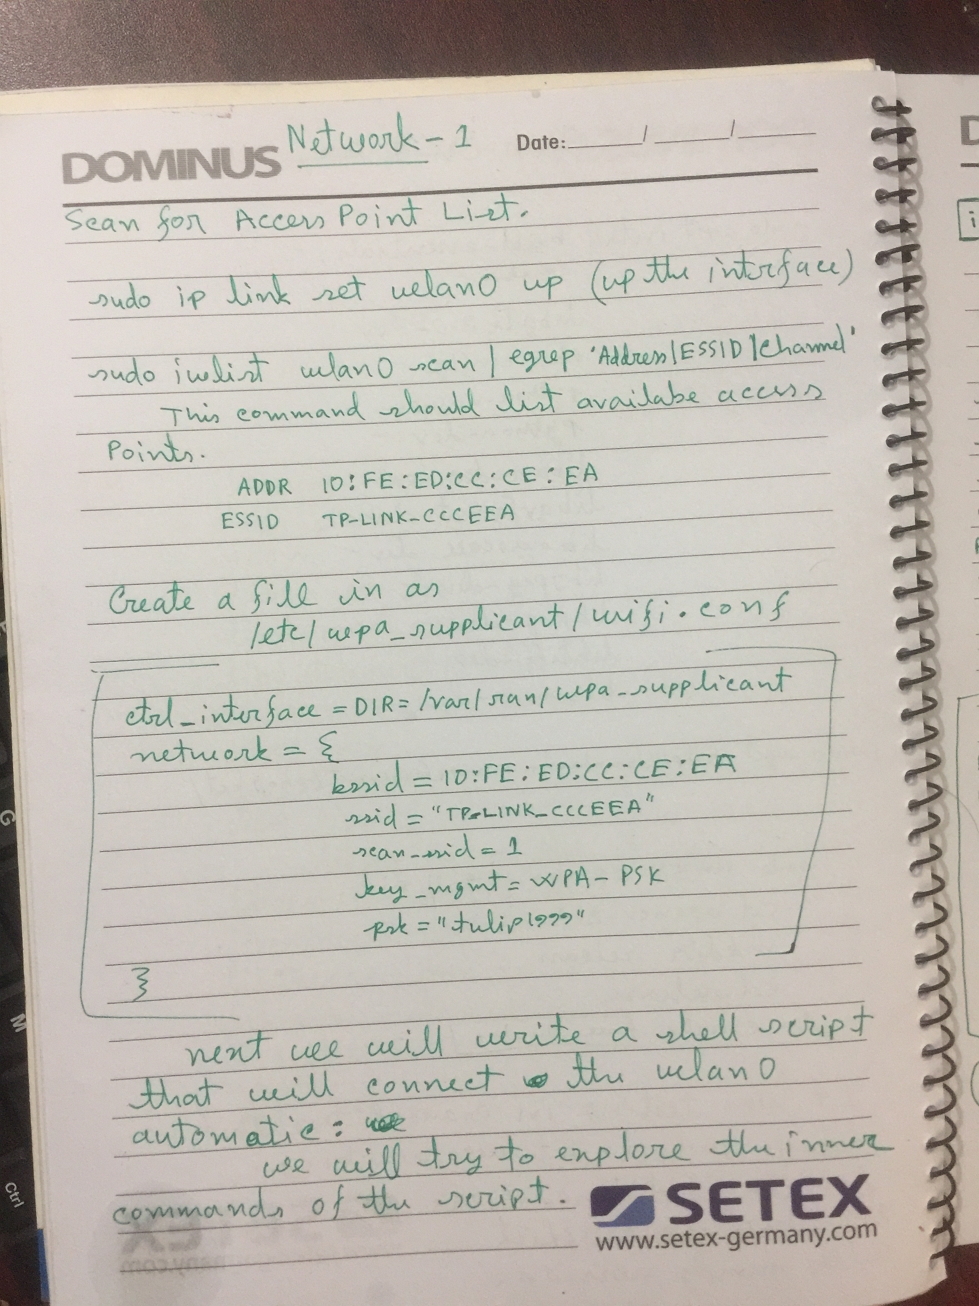 DOMINUS
Network-1 Date: / /
Scan for Access Point List.
sudo ip link set wlan0 up (up the interface)
sudo iwlist wlan0 scan | egrep 'Address|ESSID|channel'
This command should list availabe access
Points.
ADDR 10:FE:ED:CC:CE:EA
ESSID TP-LINK_CCCEEA
Create a file in as
/etc/wpa_supplicant/wifi.conf
ctrl_interface = DIR=/var/run/wpa_supplicant
network = {
bssid = 10:FE:ED:CC:CE:EA
ssid = "TP-LINK_CCCEEA"
scan_ssid = 1
key_mgmt = WPA-PSK
psk = "tulip1999"
}
next we will write a shell script
that will connect the wlan0
automatic:
we will try to explore the inner
commands of the script.
SETEX
www.setex-germany.com
Ctrl
M
G